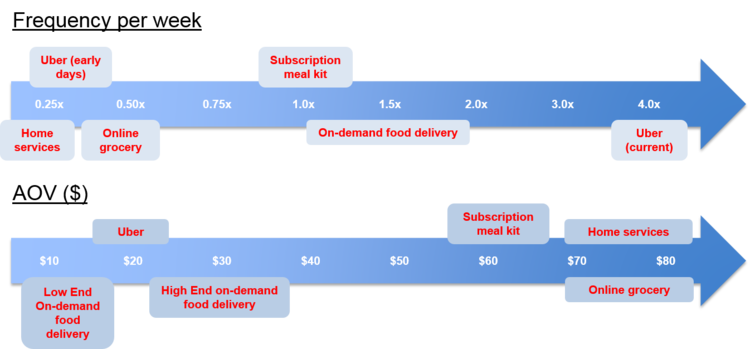 Frequency per week
Uber (early
days)
Subscription
meal kit
0.25x 0.50x 0.75x 1.0x 1.5x 2.0x 3.0x 4.0x
Home
services
Online
grocery
On-demand food delivery
Uber
(current)
AOV ($)
Uber
Subscription
meal kit
Home services
$10 $20 $30 $40 $50 $60 $70 $80
Low End
On-demand
food
delivery
High End on-demand
food delivery
Online grocery